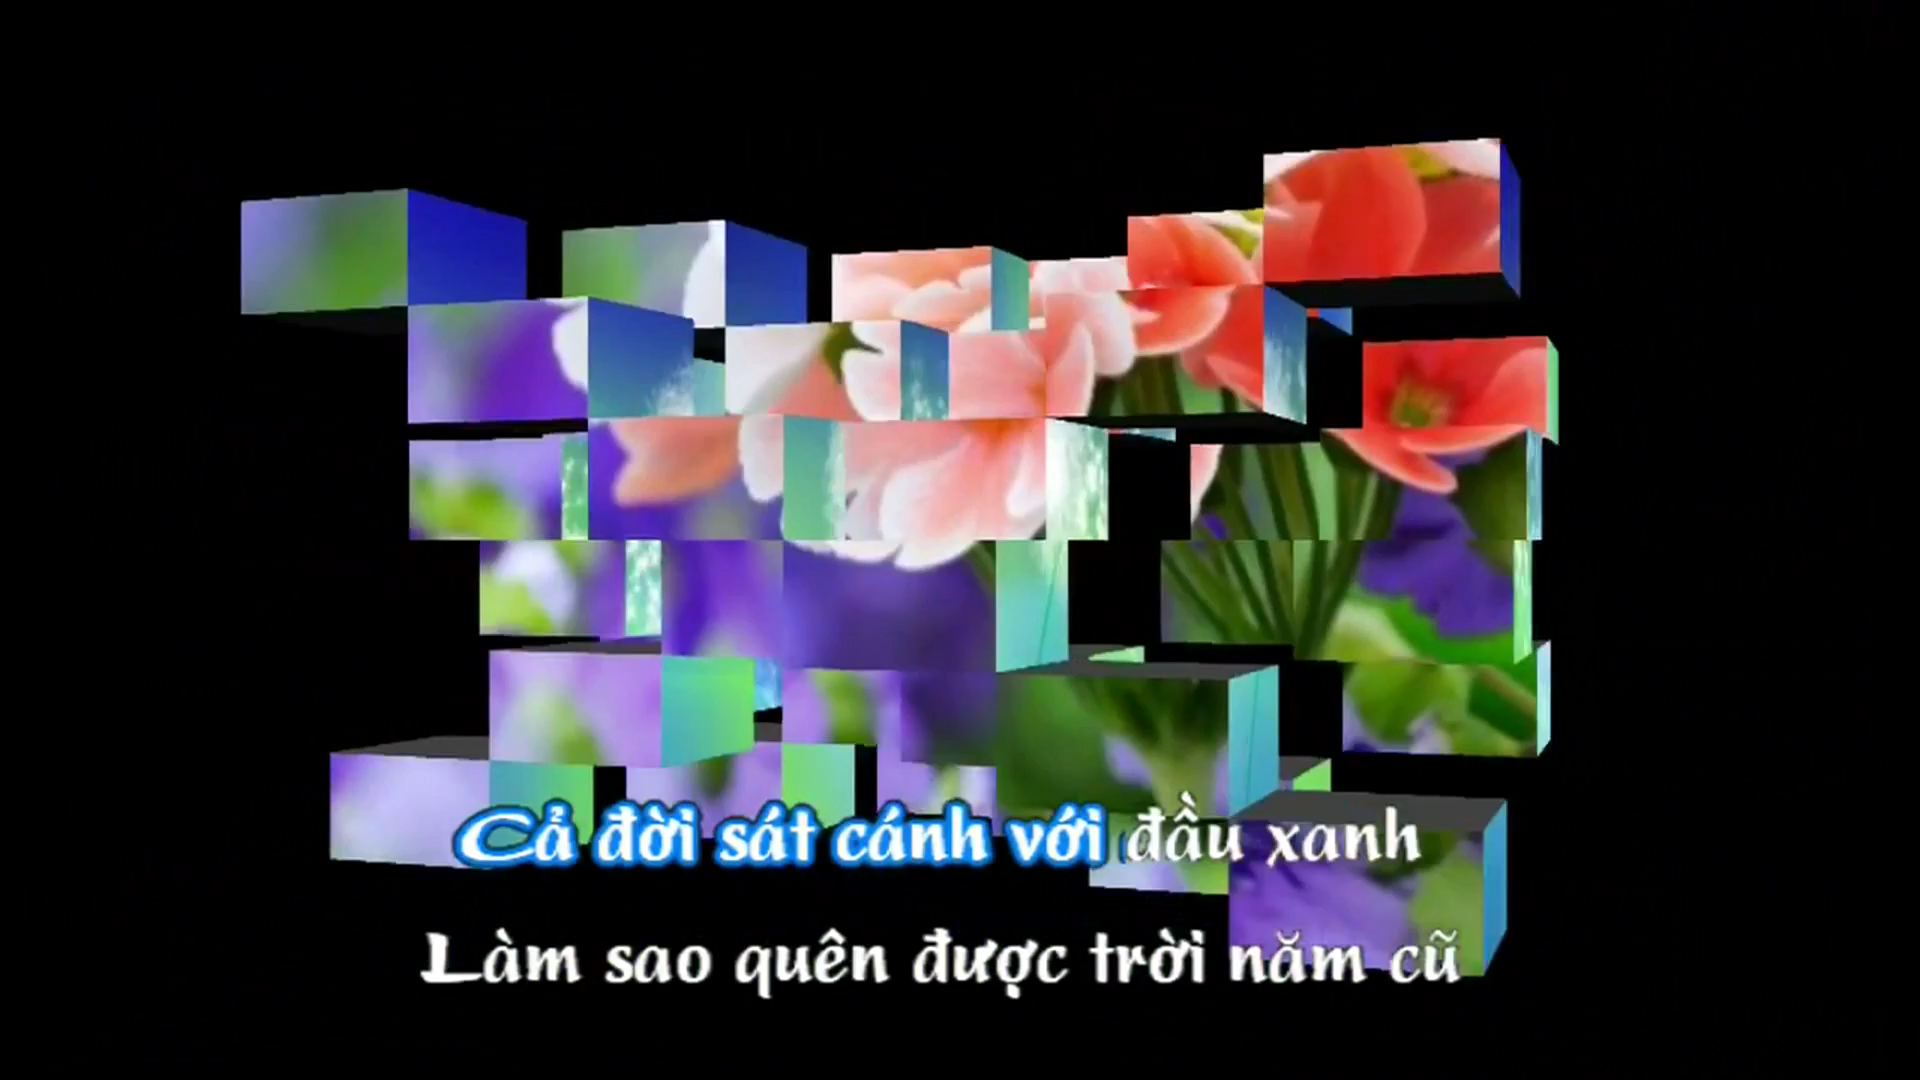 Cả đời sát cánh với đầu xanh
Làm sao quên được trời năm cũ